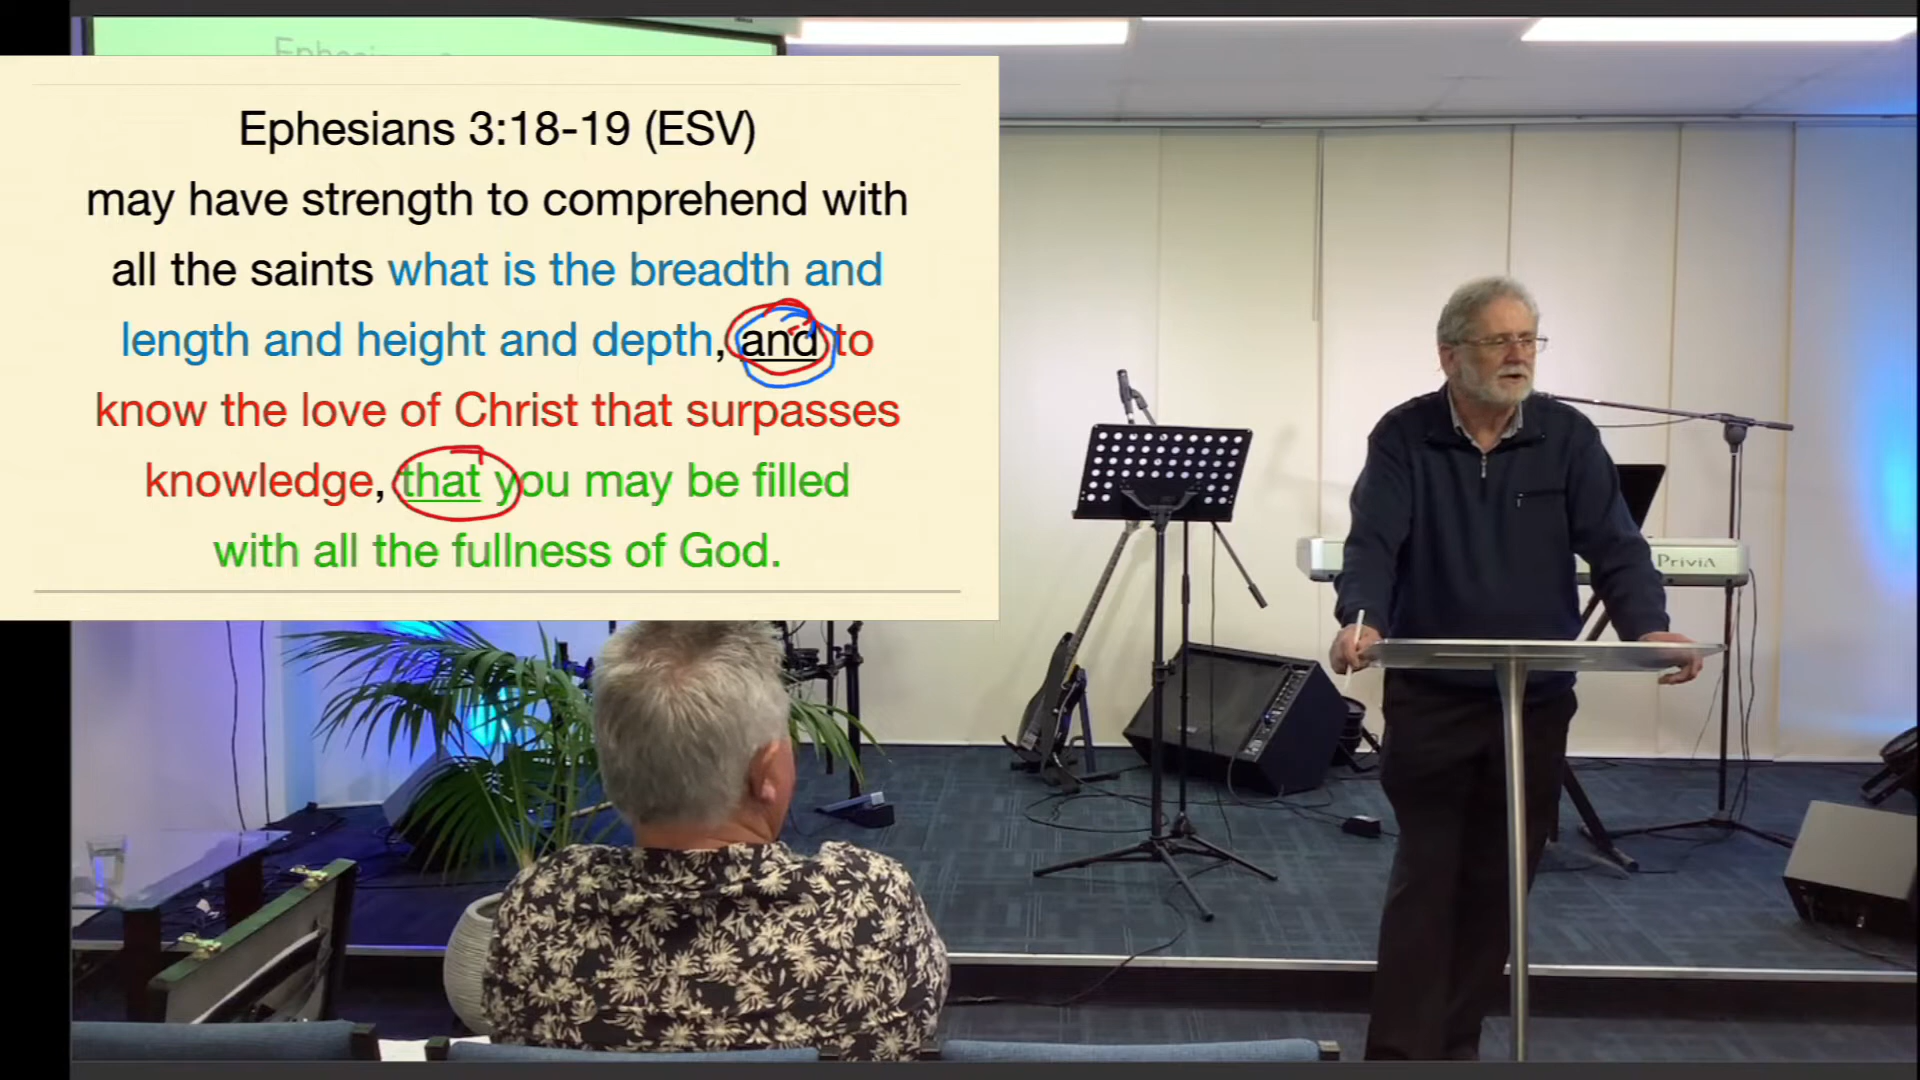 Ephesians 3:18-19 (ESV)
may have strength to comprehend with
all the saints what is the breadth and
length and height and depth, and to
know the love of Christ that surpasses
knowledge, that you may be filled
with all the fullness of God.
PriviA